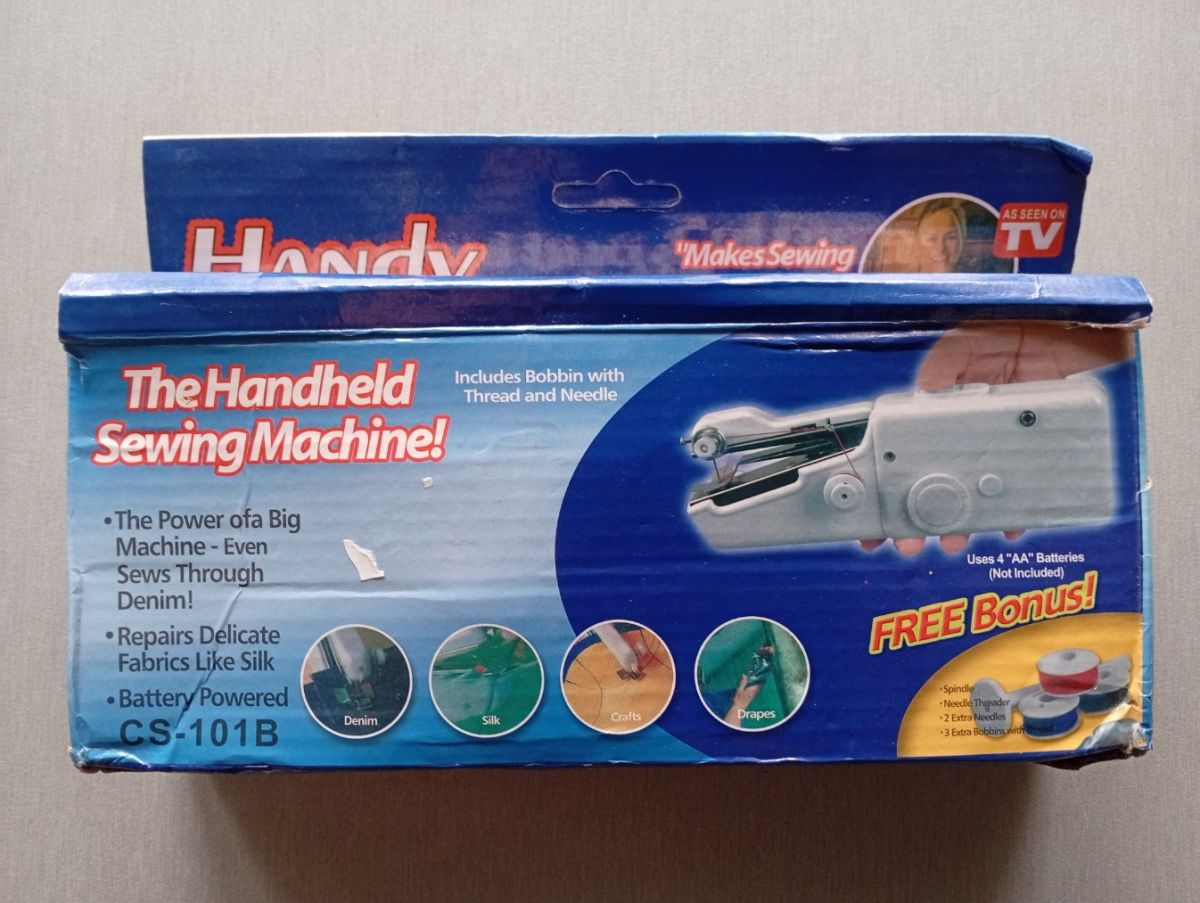 Handy
"Makes Sewing
AS SEEN ON
TV
The Handheld
Sewing Machine!
Includes Bobbin with
Thread and Needle
• The Power ofa Big
Machine - Even
Sews Through
Denim!
• Repairs Delicate
Fabrics Like Silk
• Battery Powered
CS-101B
Denim
Silk
Crafts
Drapes
Uses 4 "AA" Batteries
(Not Included)
FREE Bonus!
• Spindle
• Needle Threader
• 2 Extra Needles
• 3 Extra Bobbins with Thread